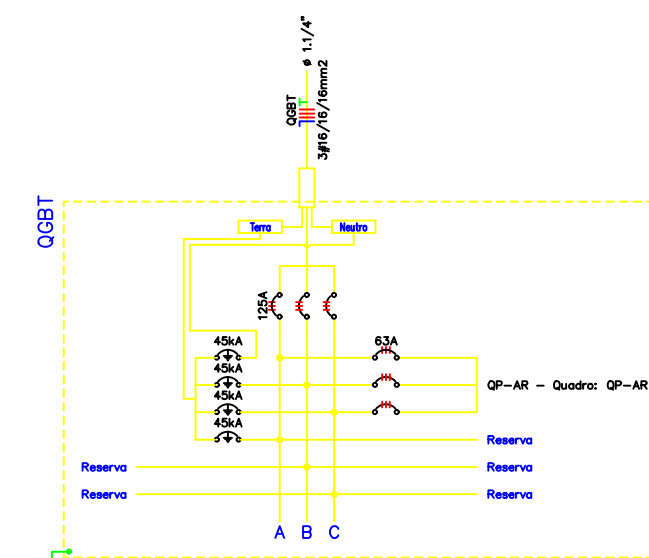 ø 1.1/4"
QGBT
3#16/16/16mm2
QGBT
Terra
Neutro
125A
45kA
63A
45kA
QP-AR - Quadro: QP-AR
45kA
45kA
Reserva
Reserva
Reserva
Reserva
Reserva
A B C